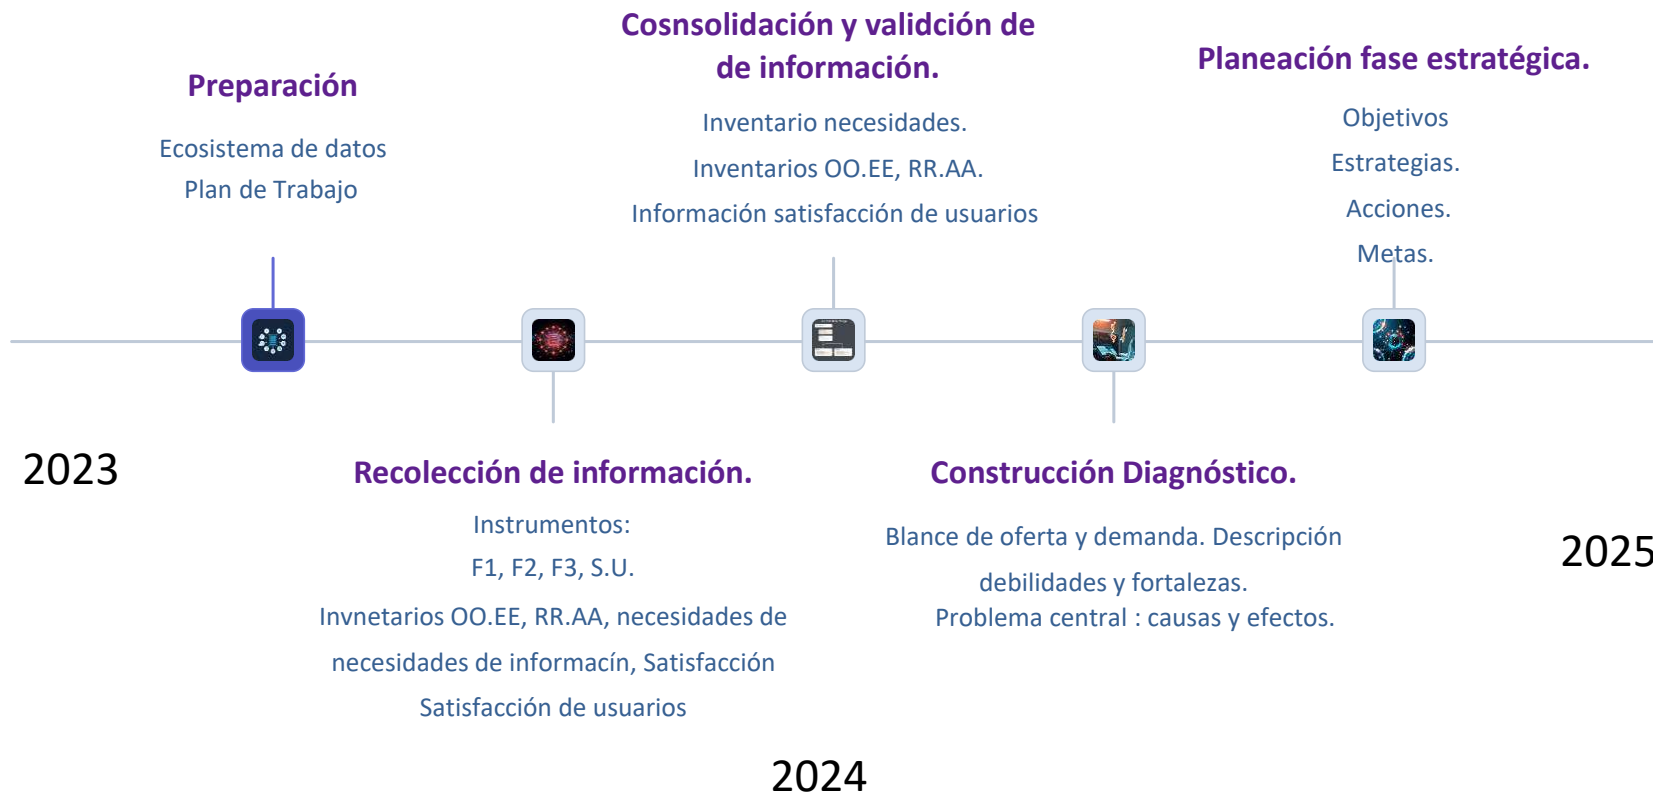 Preparación
Ecosistema de datos
Plan de Trabajo
Cosnsolidación y validción de
de información.
Inventario necesidades.
Inventarios OO.EE, RR.AA.
Información satisfacción de usuarios
Planeación fase estratégica.
Objetivos
Estrategias.
Acciones.
Metas.
2023
Recolección de información.
Instrumentos:
F1, F2, F3, S.U.
Invnetarios OO.EE, RR.AA, necesidades de
necesidades de informacín, Satisfacción
Satisfacción de usuarios
Construcción Diagnóstico.
Blance de oferta y demanda. Descripción
debilidades y fortalezas.
Problema central : causas y efectos.
2025
2024